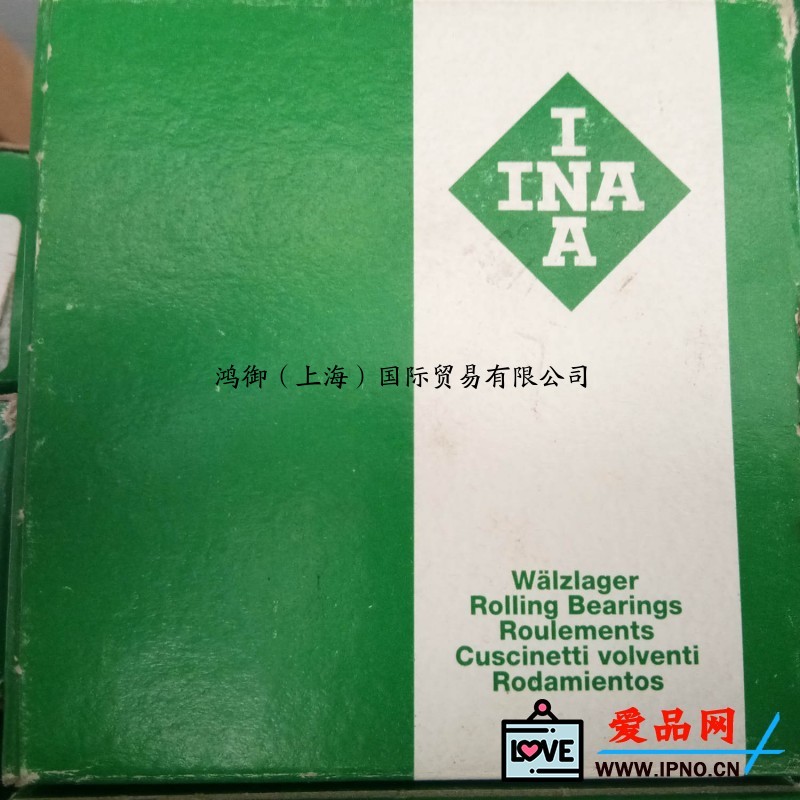 I
INA
A
鸿御（上海）国际贸易有限公司
Wälzlager
Rolling Bearings
Roulements
Cuscinetti volventi
Rodamientos
LOVE
爱品网
WWW.IPNO.CN